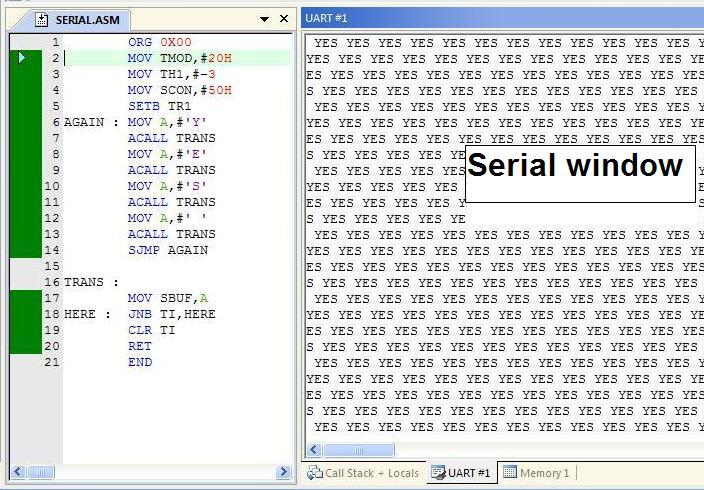 SERIAL.ASM
1 ORG 0X00
2 MOV TMOD,#20H
3 MOV TH1,#-3
4 MOV SCON,#50H
5 SETB TR1
6 AGAIN : MOV A,#'Y'
7 ACALL TRANS
8 MOV A,#'E'
9 ACALL TRANS
10 MOV A,#'S'
11 ACALL TRANS
12 MOV A,#' '
13 ACALL TRANS
14 SJMP AGAIN
15
16 TRANS :
17 MOV SBUF,A
18 HERE : JNB TI,HERE
19 CLR TI
20 RET
21 END
UART #1
YES YES YES YES YES YES YES YES YES YES YES YES Y
YES YES YES YES YES YES YES YES YES YES YES YES YE
ES YES YES YES YES YES YES YES YES YES YES YES YES
S YES YES YES YES YES YES YES YES YES YES YES YES
YES YES YES YES YES YES YES YES YES YES YES YES Y
YES YES YES YES YES YES YES YES YES YES YES YES YE
ES YES YES YES YES YES YES YES YES YES YES YES YES
S YES YES YES YES Y
YES YES YES YES YES
YES YES YES YES YES
ES YES YES YES YES
S YES YES YES YES Y
YES YES YES YES YES YES YES YES YES YES YES YES Y
YES YES YES YES YES YES YES YES YES YES YES YES YE
ES YES YES YES YES YES YES YES YES YES YES YES YES
S YES YES YES YES YES YES YES YES YES YES YES YES
YES YES YES YES YES YES YES YES YES YES YES YES Y
YES YES YES YES YES YES YES YES YES YES YES YES YE
ES YES YES YES YES YES YES YES YES YES YES YES YES
S YES YES YES YES YES YES YES YES YES YES YES YES
YES YES YES YES YES YES YES YES YES YES YES YES Y
YES YES YES YES YES YES YES YES YES YES YES YES YE
ES YES YES YES YES YES YES YES YES YES YES YES YES
S YES YES YES YES YES YES YES YES YES YES YES YES
YES YES YES YES YES YES YES YES YES YES YES YES Y
Serial window
Call Stack + Locals UART #1 Memory 1